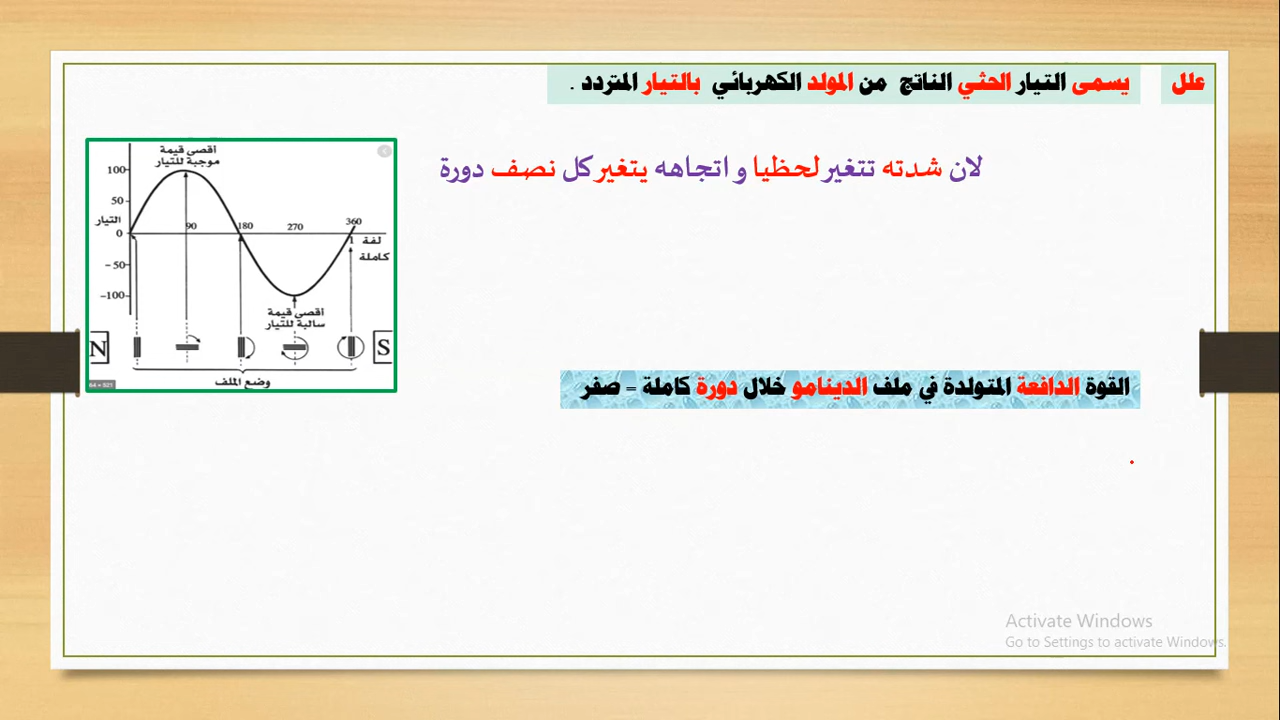 علل يسمى التيار الحثي الناتج من المولد الكهربائي بالتيار المتردد .
لان شدته تتغير لحظيا و اتجاهه يتغير كل نصف دورة
أقصى قيمة
موجبة للتيار
100
50
التيار
0
90
180
270
360
1 لفة
كاملة
-50
-100
أقصى قيمة
سالبة للتيار
N
S
وضع الملف
القوة الدافعة المتولدة في ملف الدينامو خلال دورة كاملة = صفر
Activate Windows
Go to Settings to activate Windows.